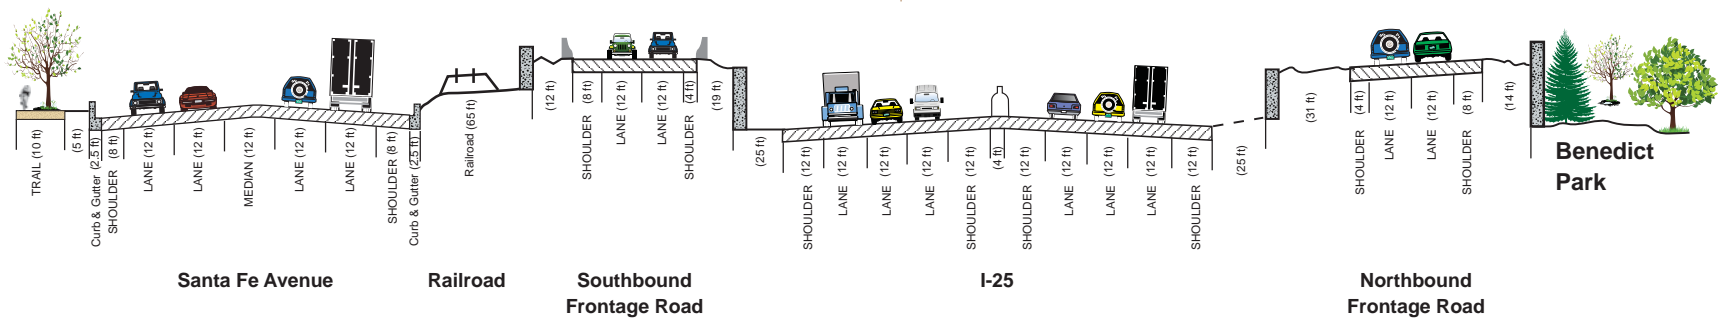 TRAIL (10 ft)
(5 ft)
Curb & Gutter (2.5 ft)
SHOULDER (8 ft)
LANE (12 ft)
LANE (12 ft)
MEDIAN (12 ft)
LANE (12 ft)
LANE (12 ft)
SHOULDER (8 ft)
Curb & Gutter (2.5 ft)
Railroad (65 ft)
(12 ft)
SHOULDER (8 ft)
LANE (12 ft)
LANE (12 ft)
SHOULDER (4 ft)
(19 ft)
(25 ft)
SHOULDER (12 ft)
LANE (12 ft)
LANE (12 ft)
LANE (12 ft)
SHOULDER (12 ft)
(4 ft)
SHOULDER (12 ft)
LANE (12 ft)
LANE (12 ft)
LANE (12 ft)
SHOULDER (12 ft)
(25 ft)
(31 ft)
SHOULDER (4 ft)
LANE (12 ft)
LANE (12 ft)
SHOULDER (8 ft)
(14 ft)
Benedict
Park
Santa Fe Avenue
Railroad
Southbound
Frontage Road
I-25
Northbound
Frontage Road